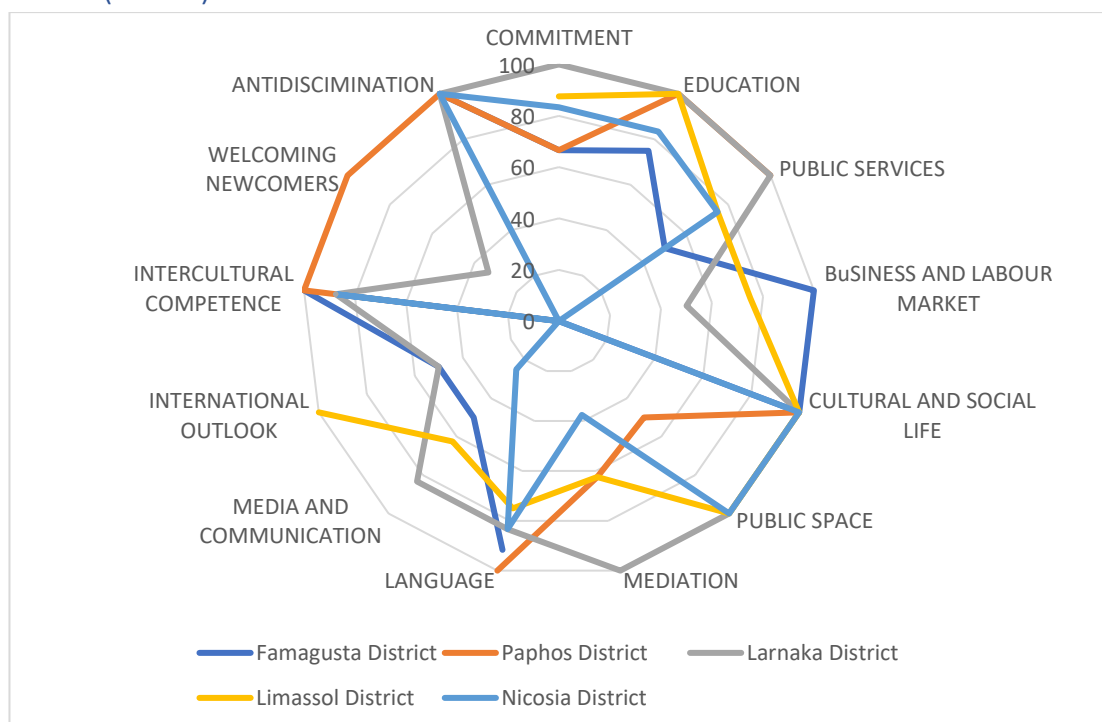 COMMITMENT
100
80
60
40
20
0
EDUCATION
PUBLIC SERVICES
BuSINESS AND LABOUR
MARKET
CULTURAL AND SOCIAL
LIFE
PUBLIC SPACE
MEDIATION
LANGUAGE
MEDIA AND
COMMUNICATION
INTERNATIONAL
OUTLOOK
INTERCULTURAL
COMPETENCE
WELCOMING
NEWCOMERS
ANTIDISCIMINATION
Famagusta District
Paphos District
Larnaka District
Limassol District
Nicosia District